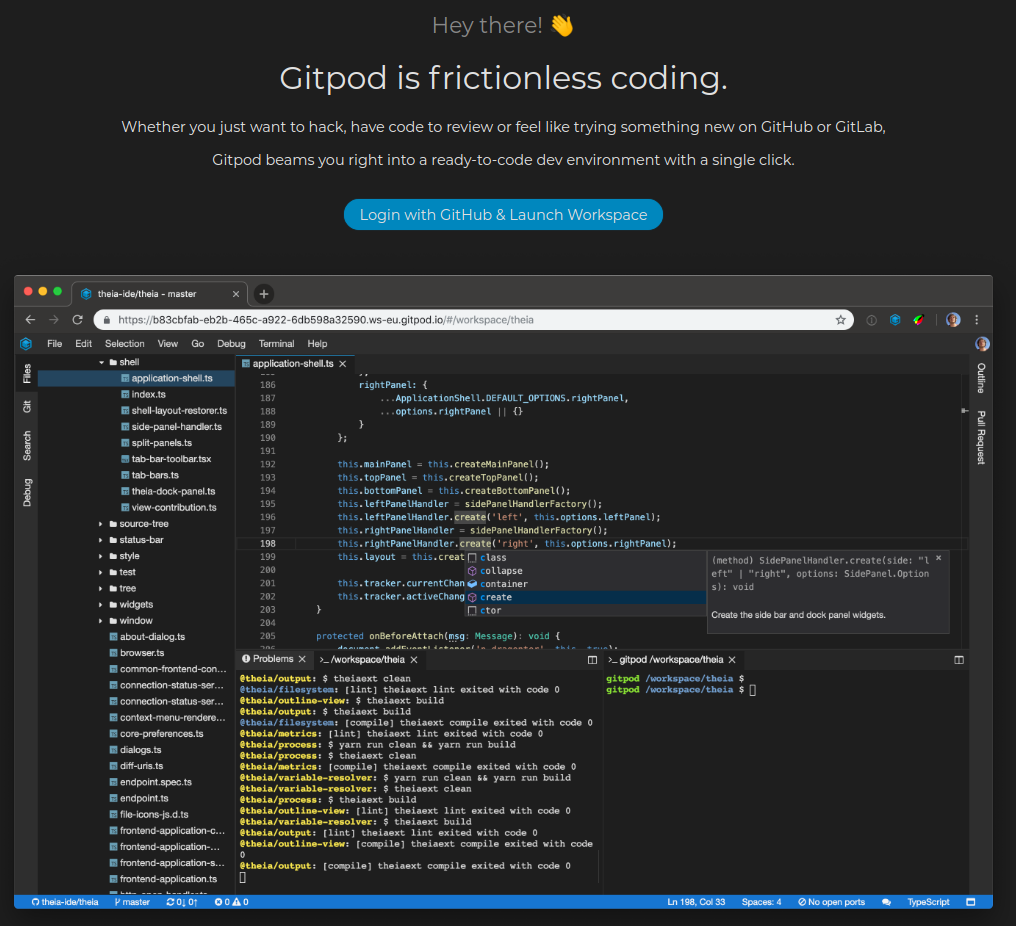 Hey there! 👋
Gitpod is frictionless coding.
Whether you just want to hack, have code to review or feel like trying something new on GitHub or GitLab,
Gitpod beams you right into a ready-to-code dev environment with a single click.
Login with GitHub & Launch Workspace
theia-ide/theia - master
https://b83cbfab-eb2b-465c-a922-6db598a32590.ws-eu.gitpod.io/#/workspace/theia
File Edit Selection View Go Debug Terminal Help
Files
Git
Search
Debug
shell
application-shell.ts
index.ts
shell-layout-restorer.ts
side-panel-handler.ts
split-panels.ts
tab-bar-toolbar.tsx
tab-bars.ts
theia-dock-panel.ts
view-contribution.ts
source-tree
status-bar
style
test
tree
widgets
window
about-dialog.ts
browser.ts
common-frontend-con...
connection-status-ser...
connection-status-ser...
context-menu-rendere...
core-preferences.ts
dialogs.ts
diff-uris.ts
endpoint.spec.ts
endpoint.ts
file-icons-js.d.ts
frontend-application-c...
frontend-application-...
frontend-application-s...
frontend-application.ts
application-shell.ts
186 rightPanel: {
187 ...ApplicationShell.DEFAULT_OPTIONS.rightPanel,
188 ...options.rightPanel || {}
189 }
190 };
191
192 this.mainPanel = this.createMainPanel();
193 this.topPanel = this.createTopPanel();
194 this.bottomPanel = this.createBottomPanel();
195 this.leftPanelHandler = sidePanelHandlerFactory();
196 this.leftPanelHandler.create('left', this.options.leftPanel);
197 this.rightPanelHandler = sidePanelHandlerFactory();
198 this.rightPanelHandler.create('right', this.options.rightPanel);
199 this.layout = this.creat
200
201 this.tracker.currentChan
202 this.tracker.activeChang
203 }
204
205 protected onBeforeAttach(msg: Message): void {
class
collapse
container
create
ctor
(method) SidePanelHandler.create(side: "l
eft" | "right", options: SidePanel.Option
s): void
Create the side bar and dock panel widgets.
Outline
Pull Request
Problems
>_ /workspace/theia
@theia/output: $ theiaext clean
@theia/filesystem: [lint] theiaext lint exited with code 0
@theia/outline-view: $ theiaext build
@theia/output: $ theiaext build
@theia/filesystem: [compile] theiaext compile exited with code 0
@theia/metrics: [lint] theiaext lint exited with code 0
@theia/process: $ yarn run clean && yarn run build
@theia/process: $ theiaext clean
@theia/metrics: [compile] theiaext compile exited with code 0
@theia/variable-resolver: $ yarn run clean && yarn run build
@theia/variable-resolver: $ theiaext clean
@theia/process: $ theiaext build
@theia/outline-view: [lint] theiaext lint exited with code 0
@theia/variable-resolver: $ theiaext build
@theia/output: [lint] theiaext lint exited with code 0
@theia/outline-view: [compile] theiaext compile exited with code
0
@theia/output: [compile] theiaext compile exited with code 0
>_ gitpod /workspace/theia
gitpod /workspace/theia $
gitpod /workspace/theia $
theia-ide/theia master 0↓ 0↑ 0 0 Ln 198, Col 33 Spaces: 4 No open ports TypeScript